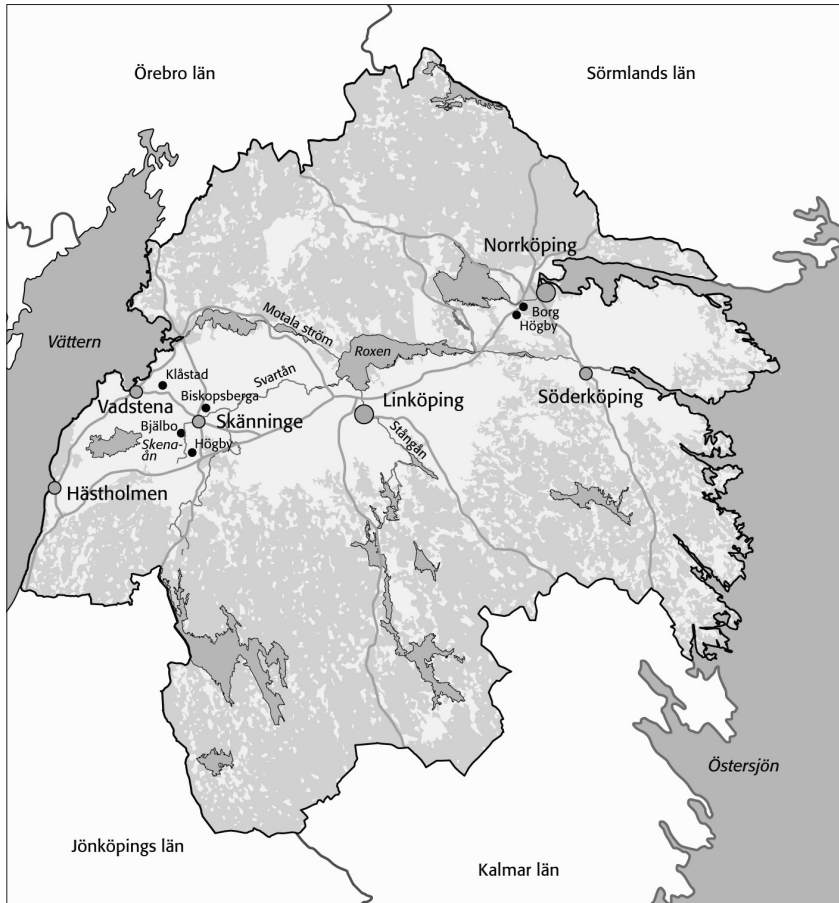 Örebro län
Sörmlands län
Norrköping
Borg
Högby
Motala ström
Vättern
Roxen
Klåstad
Svartån
Vadstena
Biskopsberga
Linköping
Söderköping
Skänninge
Bjälbo
Skena-
ån
Högby
Stångån
Hästholmen
Östersjön
Jönköpings län
Kalmar län